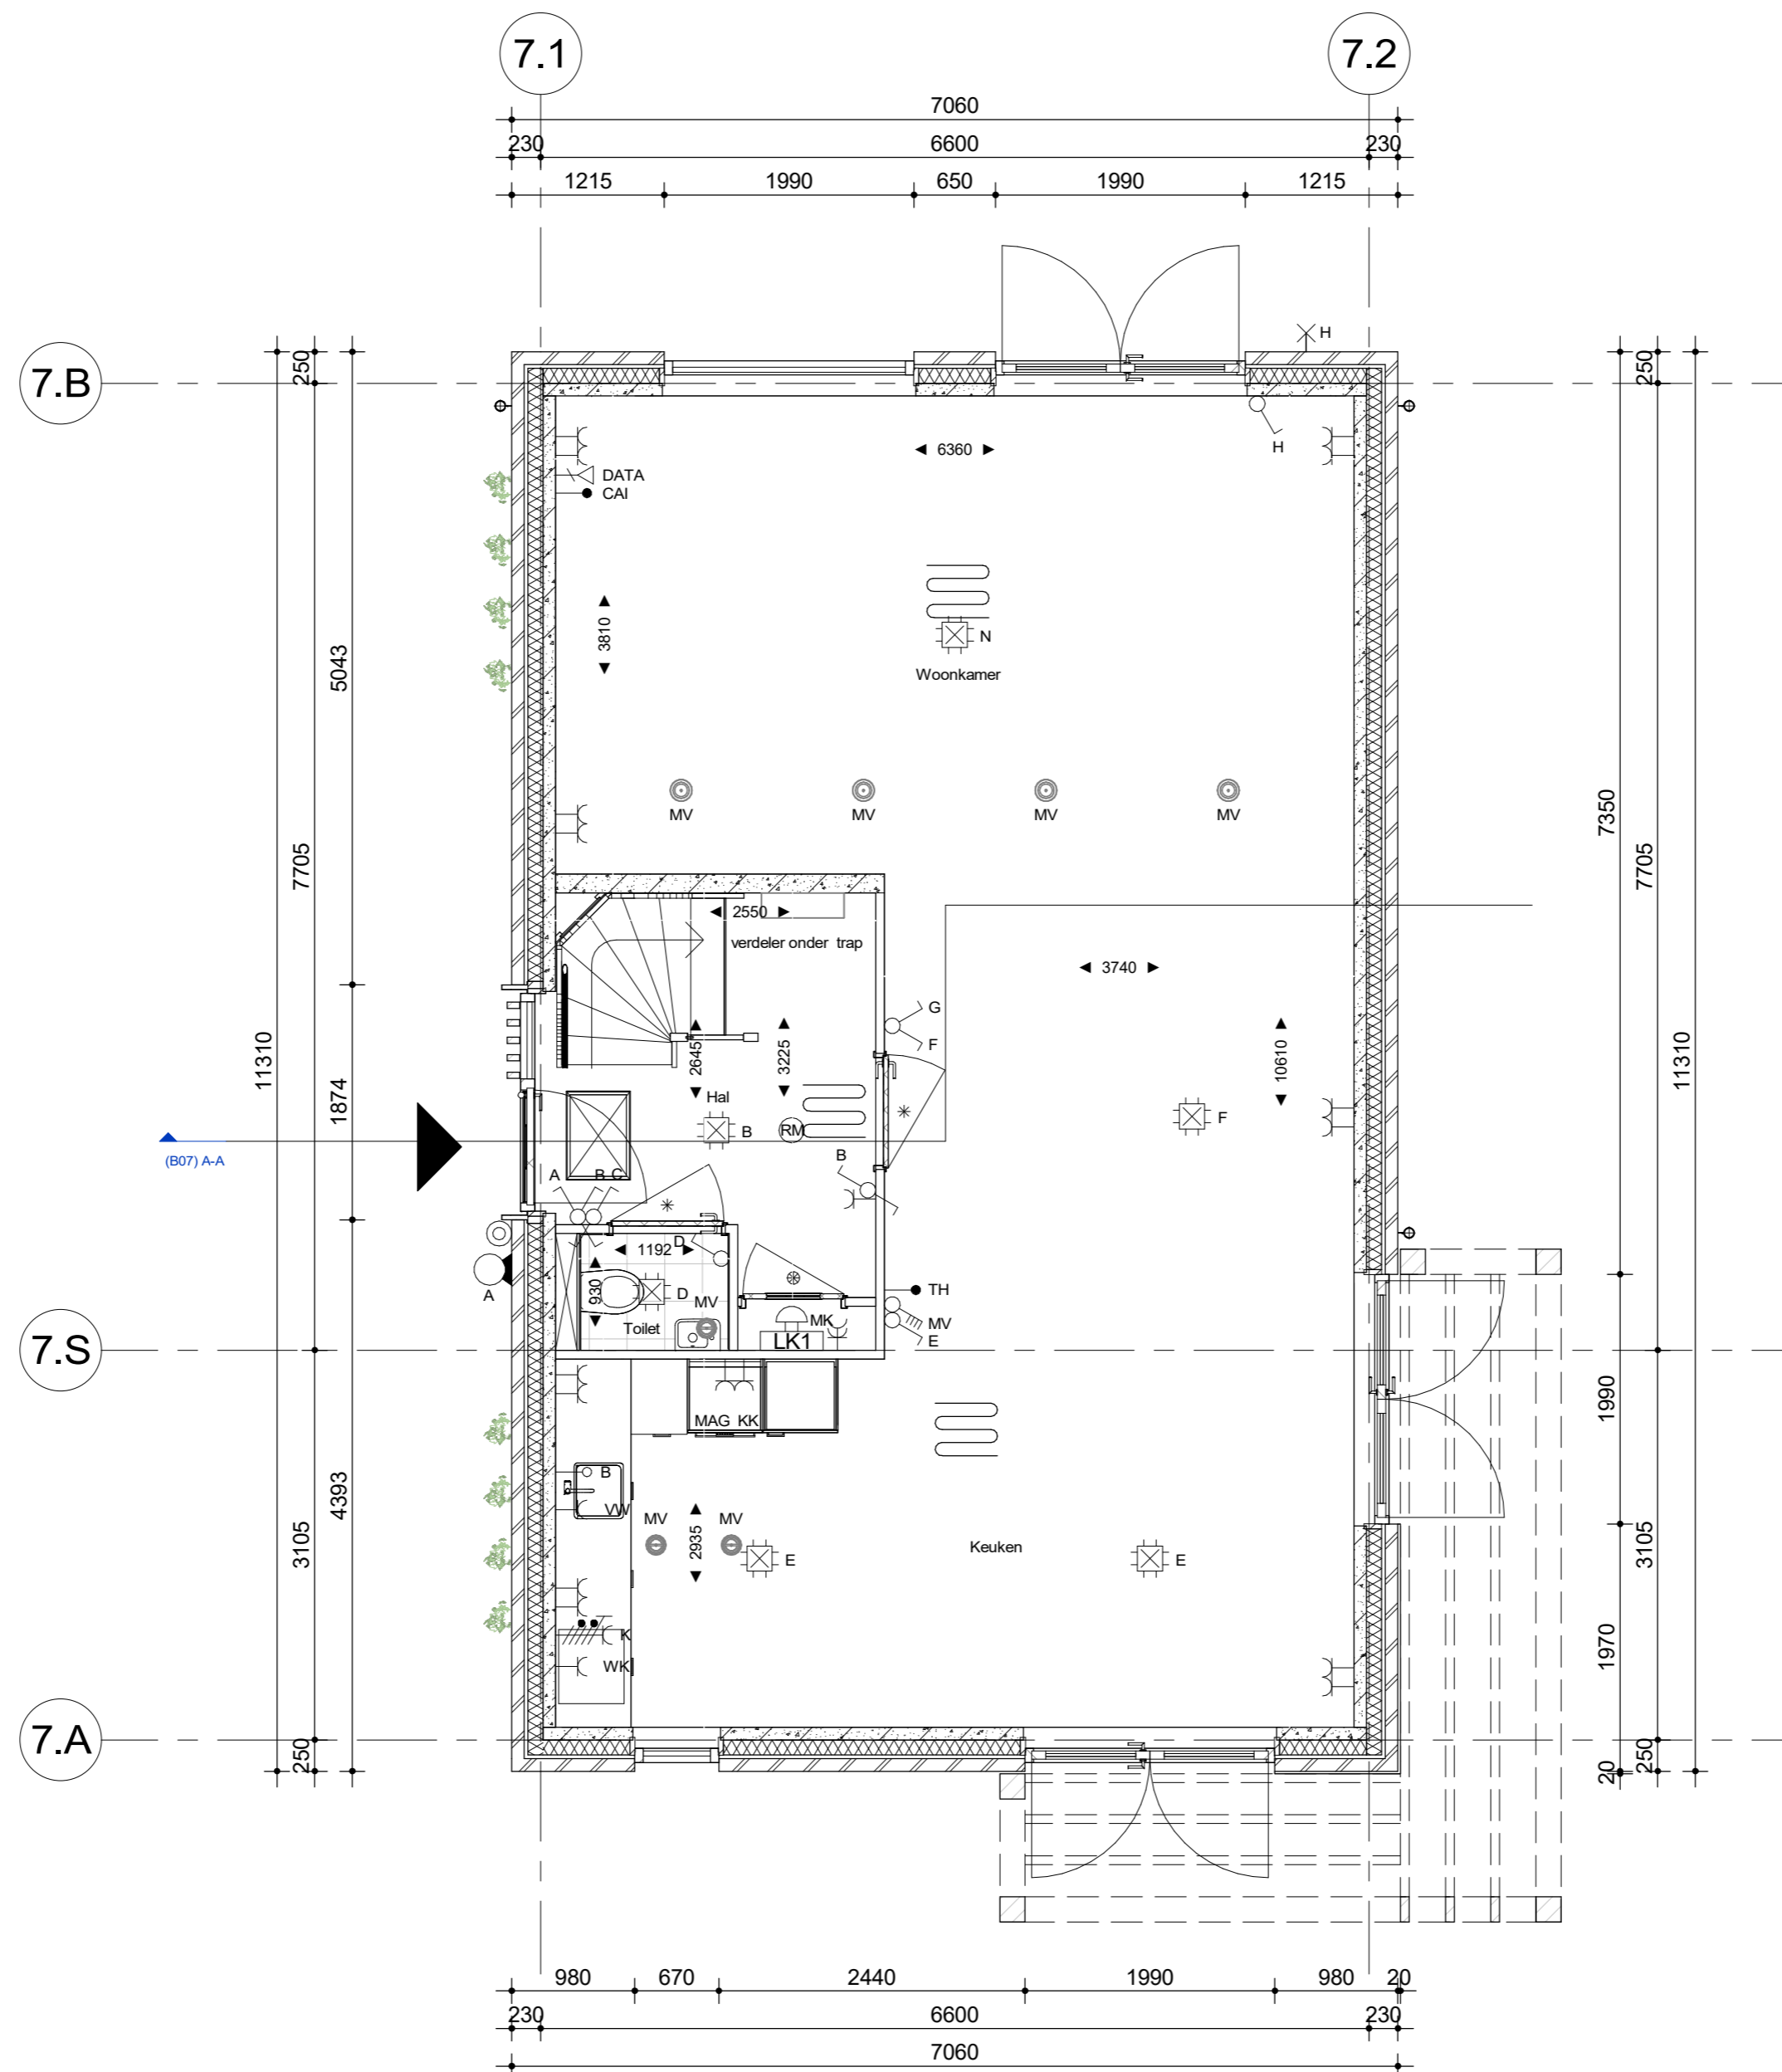 7.1
7.2
7060
230
6600
230
1215
1990
650
1990
1215
H
7.B
250
250
H
6360
DATA
CAI
3810
N
Woonkamer
5043
7350
MV
MV
MV
MV
7705
7705
2550
verdeler onder trap
3740
G
F
11310
2645
3225
10610
11310
Hal
1874
B
RM
F
(B07) A-A
A
B
C
B
1192
D
930
D
MV
TH
A
Toilet
MK
MV
LK1
E
7.S
MAG
KK
1990
B
4393
VW
MV
MV
2935
3105
Keuken
3105
E
E
K
WK
1970
7.A
250
20
250
980
670
2440
1990
980
20
230
6600
230
7060